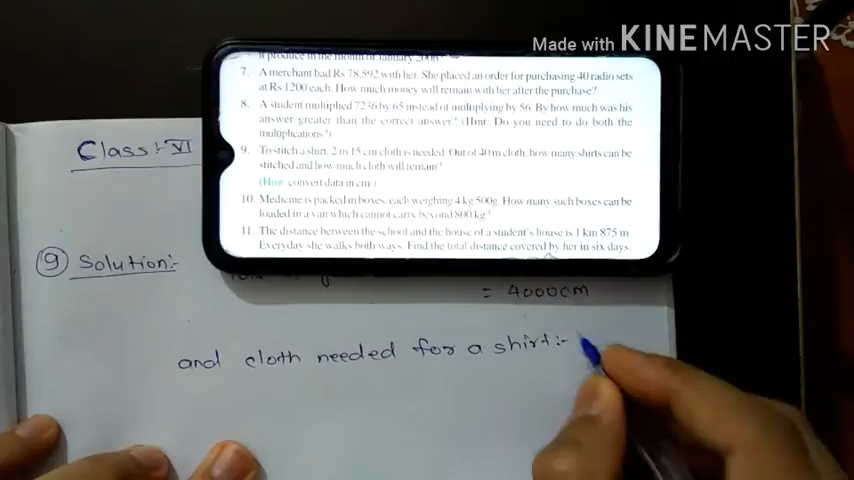 Made with KINEMASTER
it produce in the month of January 2006?
7. A merchant had Rs 78,592 with her. She placed an order for purchasing 40 radio sets
at Rs 1200 each. How much money will remain with her after the purchase?
8. A student multiplied 7236 by 65 instead of multiplying by 56. By how much was his
answer greater than the correct answer? (Hint: Do you need to do both the
multiplications?)
9. To stitch a shirt, 2 m 15 cm cloth is needed. Out of 40 m cloth, how many shirts can be
stitched and how much cloth will remain?
(Hint: convert data in cm.)
10. Medicine is packed in boxes, each weighing 4 kg 500g. How many such boxes can be
loaded in a van which cannot carry beyond 800 kg?
11. The distance between the school and the house of a student's house is 1 km 875 m.
Everyday she walks both ways. Find the total distance covered by her in six days.
Class:- VI
9 Solution:-
= 4000cm
and cloth needed for a shirt:-